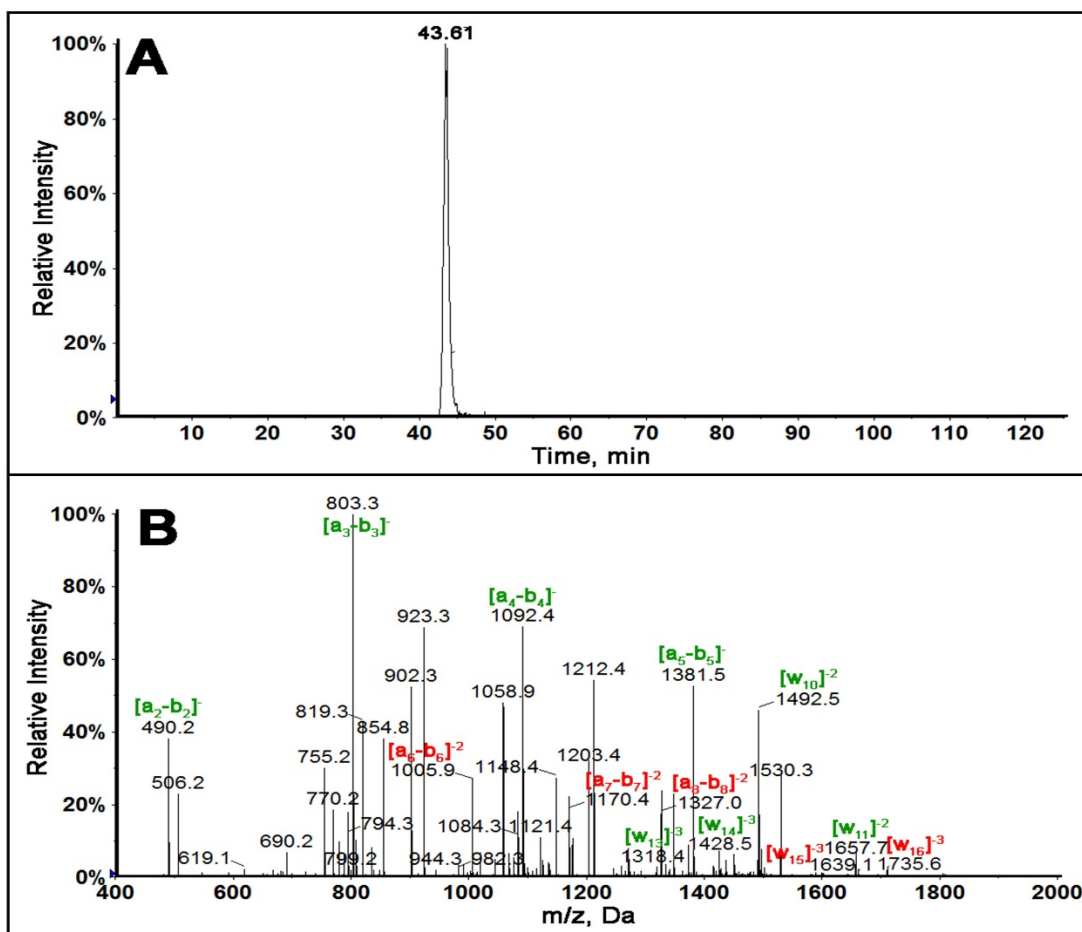 A
43.61
100%
80%
60%
40%
20%
0%
Relative Intensity
10 20 30 40 50 60 70 80 90 100 110 120
Time, min
B
803.3
[a₃-b₃]⁻
100%
80%
60%
40%
20%
0%
Relative Intensity
[a₄-b₄]⁻
1092.4
923.3
[a₅-b₅]⁻
1381.5
[w₁₀]⁻²
1492.5
1212.4
902.3
1058.9
[a₂-b₂]⁻
490.2
819.3
854.8
[a₆-b₆]⁻²
1005.9
1203.4
1148.4
[a₇-b₇]⁻²
1170.4
[a₈-b₈]⁻²
1327.0
1530.3
755.2
506.2
770.2
794.3
1084.3
1121.4
[w₁₃]⁻³
1318.4
[w₁₄]⁻³
1428.5
[w₁₁]⁻²
1657.7
690.2
619.1
799.2
944.3
982.3
[w₁₅]⁻³
1639.1
[w₁₆]⁻³
1735.6
400 600 800 1000 1200 1400 1600 1800 2000
m/z, Da